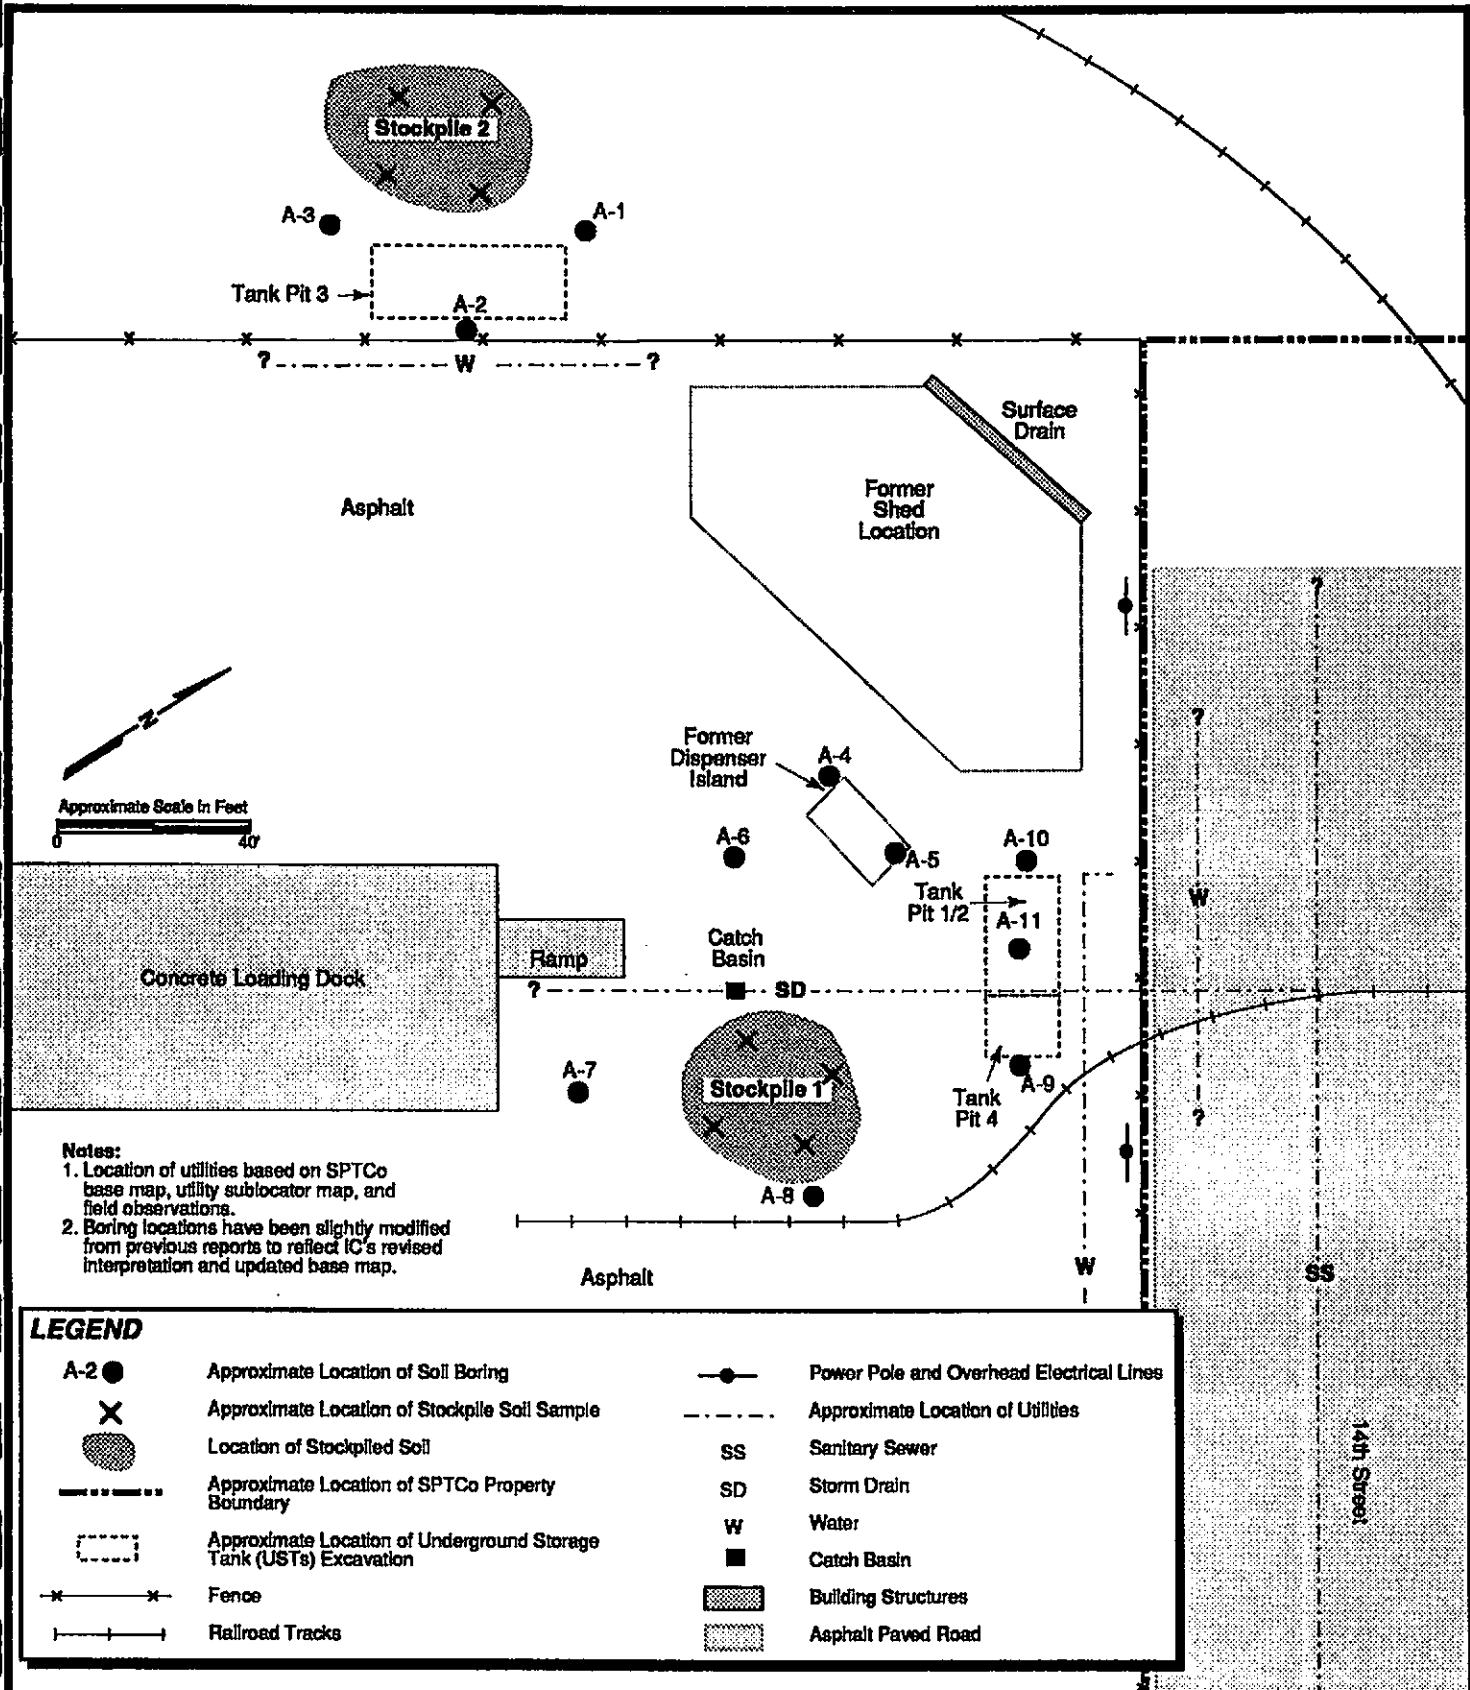 Stockpile 2
A-3
A-1
Tank Pit 3
A-2
?
W
?
Surface
Drain
Former
Shed
Location
Asphalt
?
N
?
Former
Dispenser
Island
A-4
Approximate Scale in Feet
0
40'
A-6
A-5
A-10
Tank
Pit 1/2
W
A-11
Catch
Basin
Ramp
Concrete Loading Dock
?
SD
A-7
Stockpile 1
A-9
Tank
Pit 4
?
A-8
Notes:
1. Location of utilities based on SPTCo
base map, utility sublocator map, and
field observations.
2. Boring locations have been slightly modified
from previous reports to reflect IC's revised
interpretation and updated base map.
Asphalt
W
SS
14th Street
LEGEND
A-2
Approximate Location of Soil Boring
Approximate Location of Stockpile Soil Sample
Location of Stockpiled Soil
Approximate Location of SPTCo Property
Boundary
Approximate Location of Underground Storage
Tank (USTs) Excavation
Fence
Railroad Tracks
Power Pole and Overhead Electrical Lines
Approximate Location of Utilities
SS
Sanitary Sewer
SD
Storm Drain
W
Water
Catch Basin
Building Structures
Asphalt Paved Road